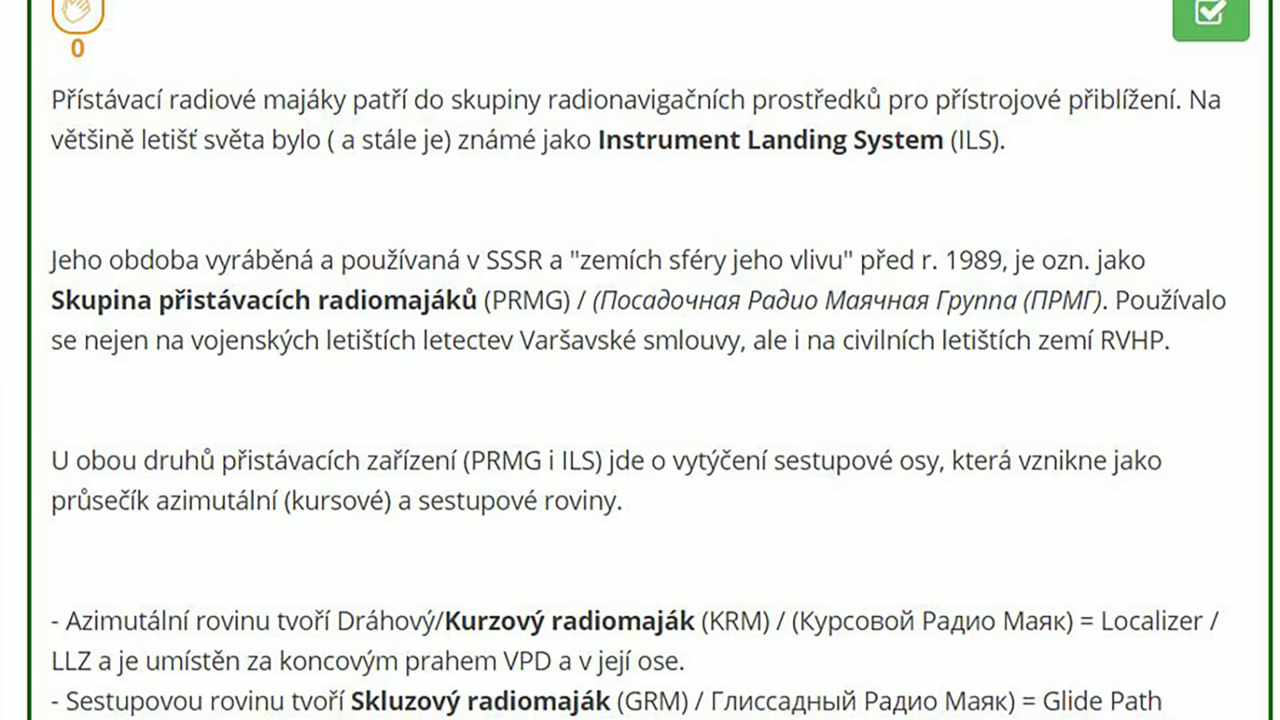 0
Přístávací radiové majáky patří do skupiny radionavigačních prostředků pro přístrojové přiblížení. Na
většině letišť světa bylo ( a stále je) známé jako Instrument Landing System (ILS).
Jeho obdoba vyráběná a používaná v SSSR a "zemích sféry jeho vlivu" před r. 1989, je ozn. jako
Skupina přistávacích radiomajáků (PRMG) / (Посадочная Радио Маячная Группа (ПРМГ). Používalo
se nejen na vojenských letištích letectev Varšavské smlouvy, ale i na civilních letištích zemí RVHP.
U obou druhů přistávacích zařízení (PRMG i ILS) jde o vytýčení sestupové osy, která vznikne jako
průsečík azimutální (kursové) a sestupové roviny.
- Azimutální rovinu tvoří Dráhový/Kurzový radiomaják (KRM) / (Курсовой Радио Маяк) = Localizer /
LLZ a je umístěn za koncovým prahem VPD a v její ose.
- Sestupovou rovinu tvoří Skluzový radiomaják (GRM) / Глиссадный Радио Маяк) = Glide Path